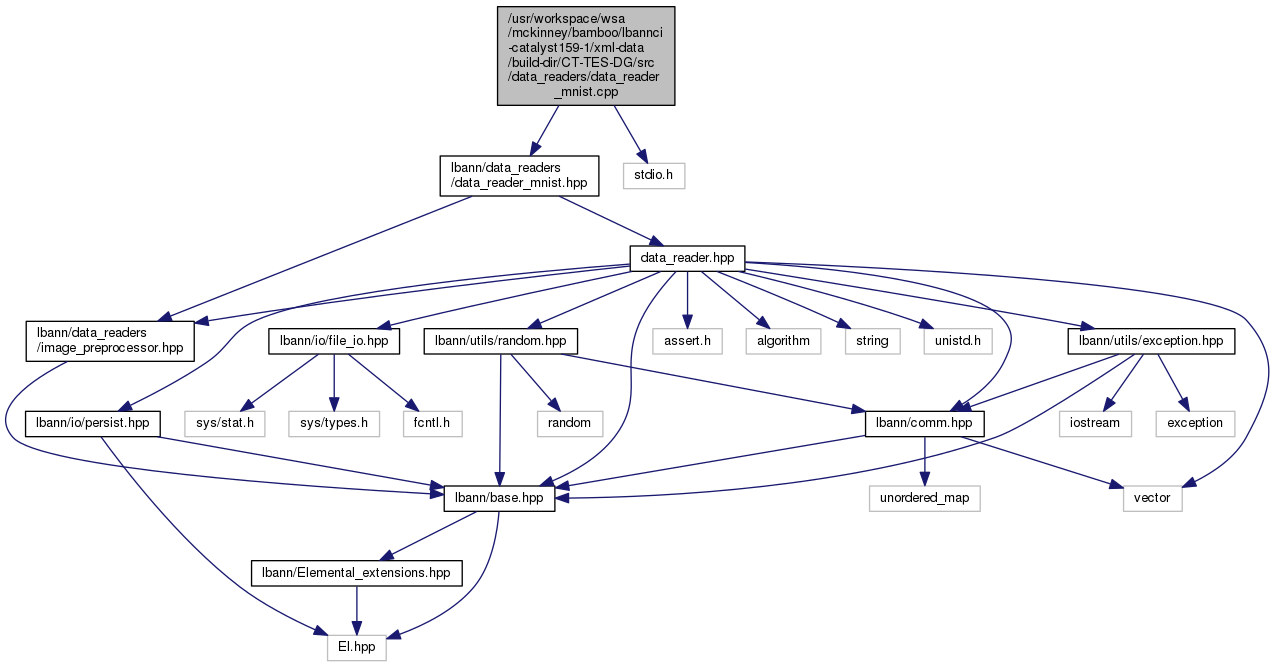 /usr/workspace/wsa
/mckinney/bamboo/lbannci
-catalyst159-1/xml-data
/build-dir/CT-TES-DG/src
/data_readers/data_reader
_mnist.cpp
lbann/data_readers
/data_reader_mnist.hpp
stdio.h
data_reader.hpp
lbann/data_readers
/image_preprocessor.hpp
lbann/io/file_io.hpp
lbann/utils/random.hpp
assert.h
algorithm
string
unistd.h
lbann/utils/exception.hpp
lbann/io/persist.hpp
sys/stat.h
sys/types.h
fcntl.h
random
lbann/comm.hpp
iostream
exception
lbann/base.hpp
unordered_map
vector
lbann/Elemental_extensions.hpp
El.hpp